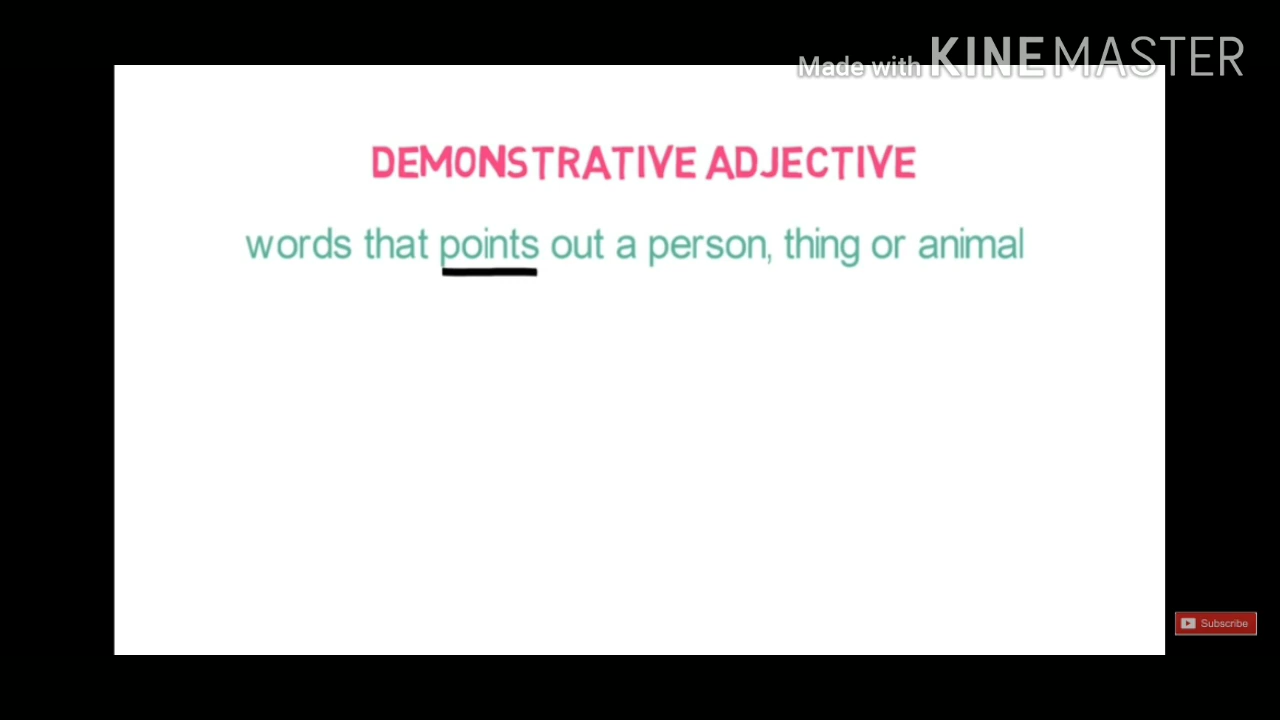 Made with KINEMASTER
DEMONSTRATIVE ADJECTIVE
words that points out a person, thing or animal
Subscribe